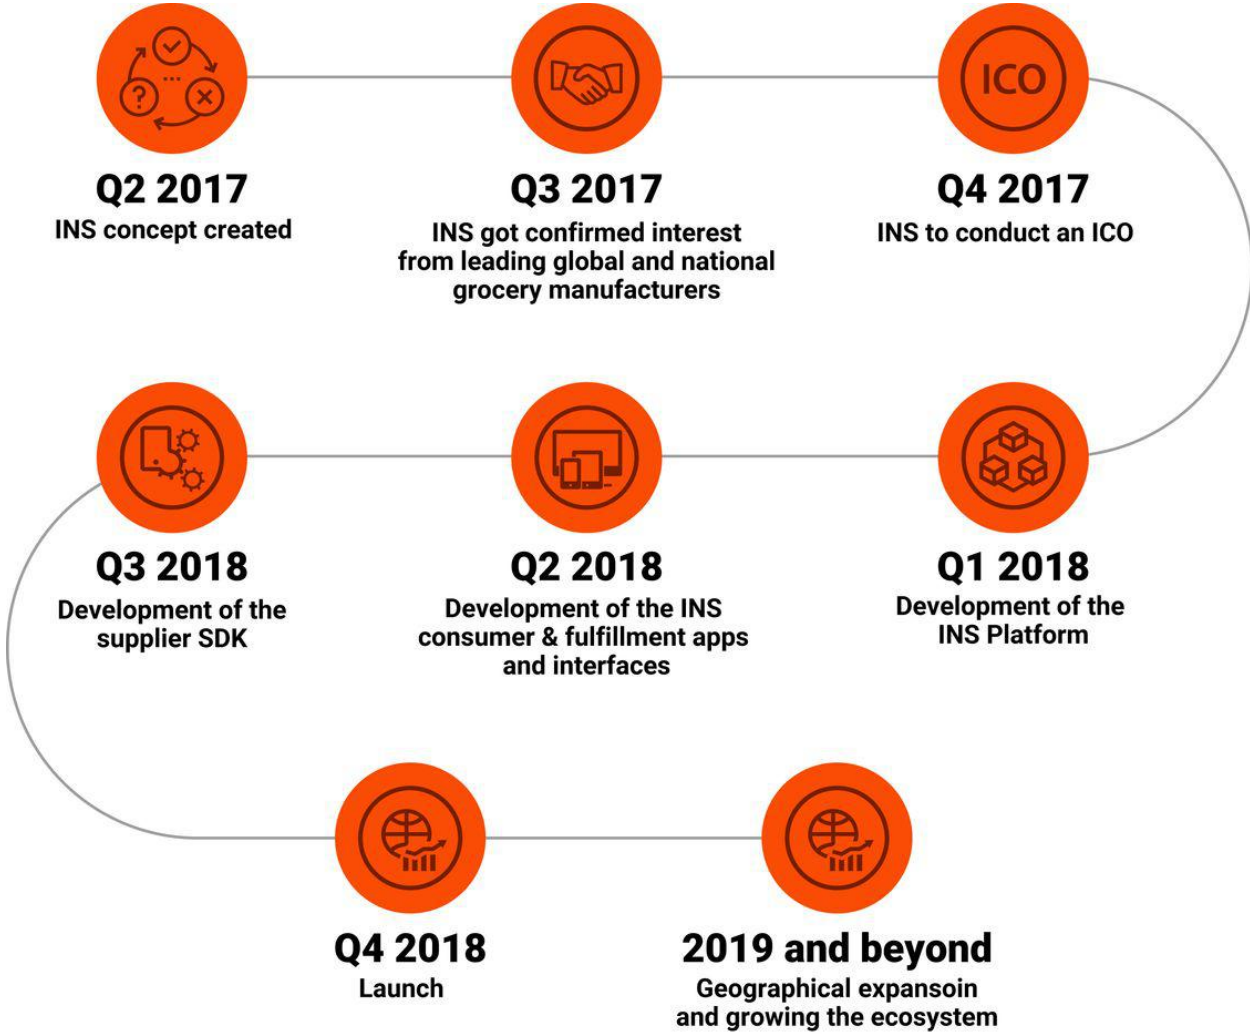 ICO
Q2 2017
INS concept created
Q3 2017
INS got confirmed interest
from leading global and national
grocery manufacturers
Q4 2017
INS to conduct an ICO
Q3 2018
Development of the
supplier SDK
Q2 2018
Development of the INS
consumer & fulfillment apps
and interfaces
Q1 2018
Development of the
INS Platform
Q4 2018
Launch
2019 and beyond
Geographical expansoin
and growing the ecosystem